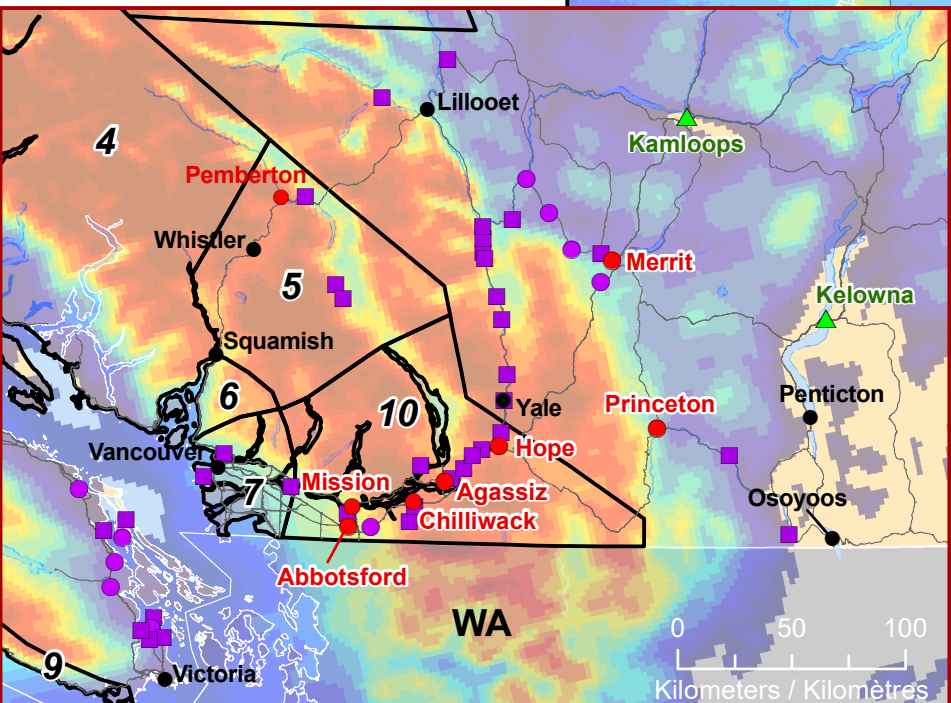 Lillooet
4
Kamloops
Pemberton
Whistler
Merrit
5
Kelowna
Squamish
6
10
Yale
Princeton
Penticton
Vancouver
Hope
7
Mission
Agassiz
Chilliwack
Osoyoos
Abbotsford
WA
0 50 100
9
Victoria
Kilometers / Kilomètres